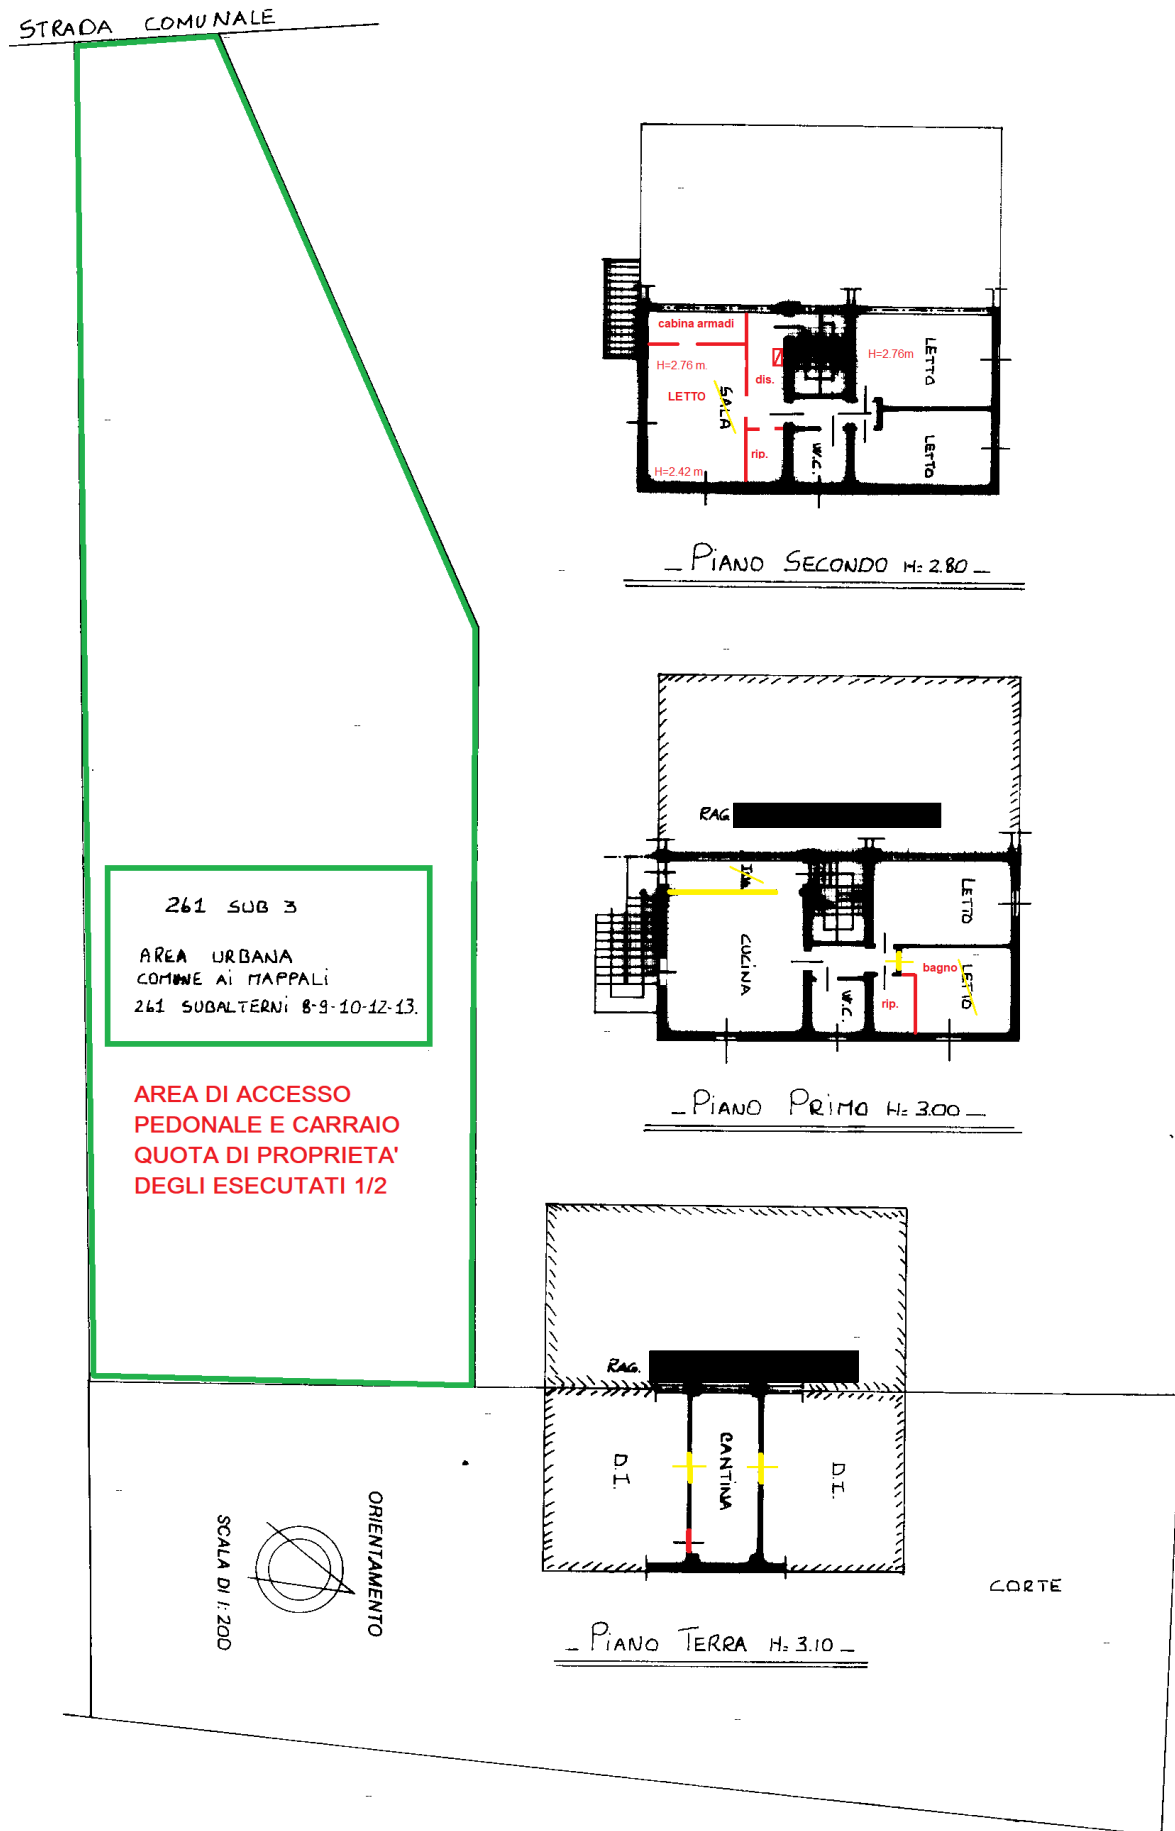 STRADA COMUNALE
cabina armadi
H=2.76 m.
dis.
LETTO
SALA
rip.
H=2.42 m
W.C.
H=2.76m
LETTO
LETTO
PIANO SECONDO H=2.80
RAG.
CUCINA
W.C.
LETTO
bagno
LETTO
rip.
PIANO PRIMO H=3.00
261 SUB 3
AREA URBANA
COMUNE AI MAPPALI
261 SUBALTERNI 8-9-10-12-13.
AREA DI ACCESSO
PEDONALE E CARRAIO
QUOTA DI PROPRIETA'
DEGLI ESECUTATI 1/2
RAG.
D.I.
CANTINA
D.I.
ORIENTAMENTO
SCALA DI 1:200
CORTE
PIANO TERRA H=3.10